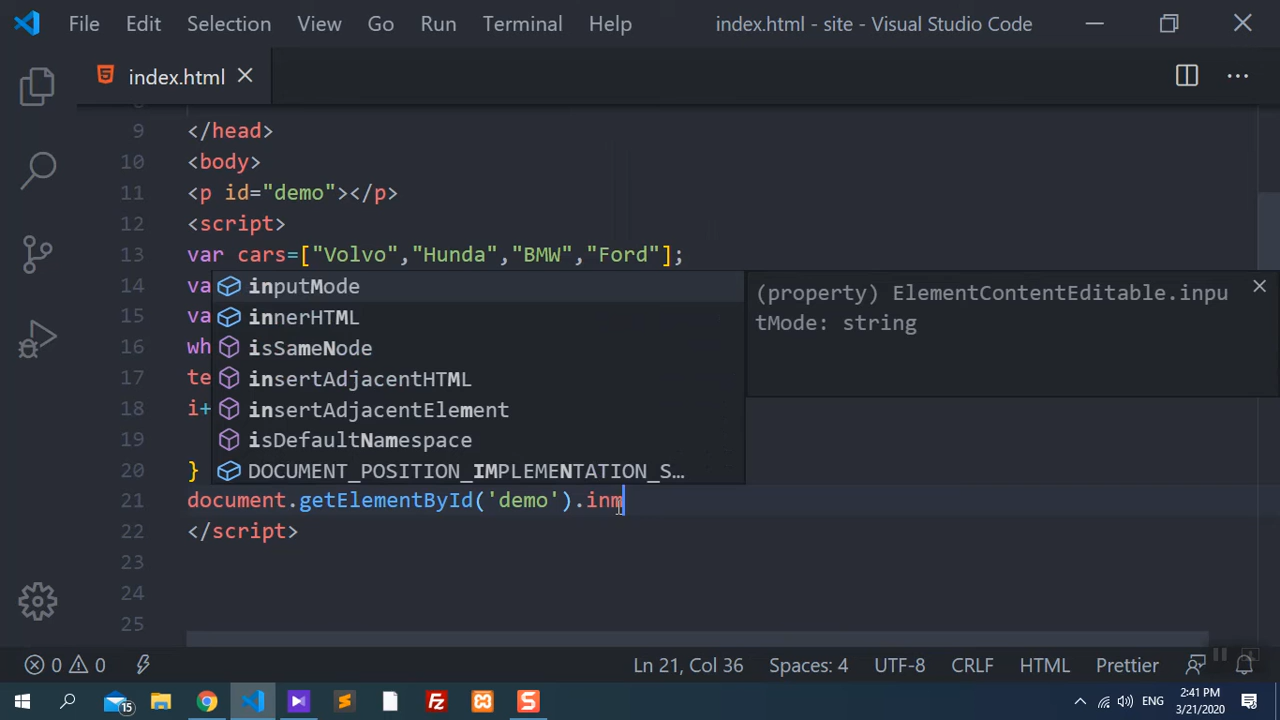 File Edit Selection View Go Run Terminal Help index.html - site - Visual Studio Code
index.html
9 </head>
10 <body>
11 <p id="demo"></p>
12 <script>
13 var cars=["Volvo","Hunda","BMW","Ford"];
14 va
15 va
16 wh
17 te
18 i+
19
20 }
21 document.getElementById('demo').inm
22 </script>
23
24
25
inputMode
innerHTML
isSameNode
insertAdjacentHTML
insertAdjacentElement
isDefaultNamespace
DOCUMENT_POSITION_IMPLEMENTATION_S...
(property) ElementContentEditable.inpu
tMode: string
0 0 Ln 21, Col 36 Spaces: 4 UTF-8 CRLF HTML Prettier
15 ENG 2:41 PM
3/21/2020